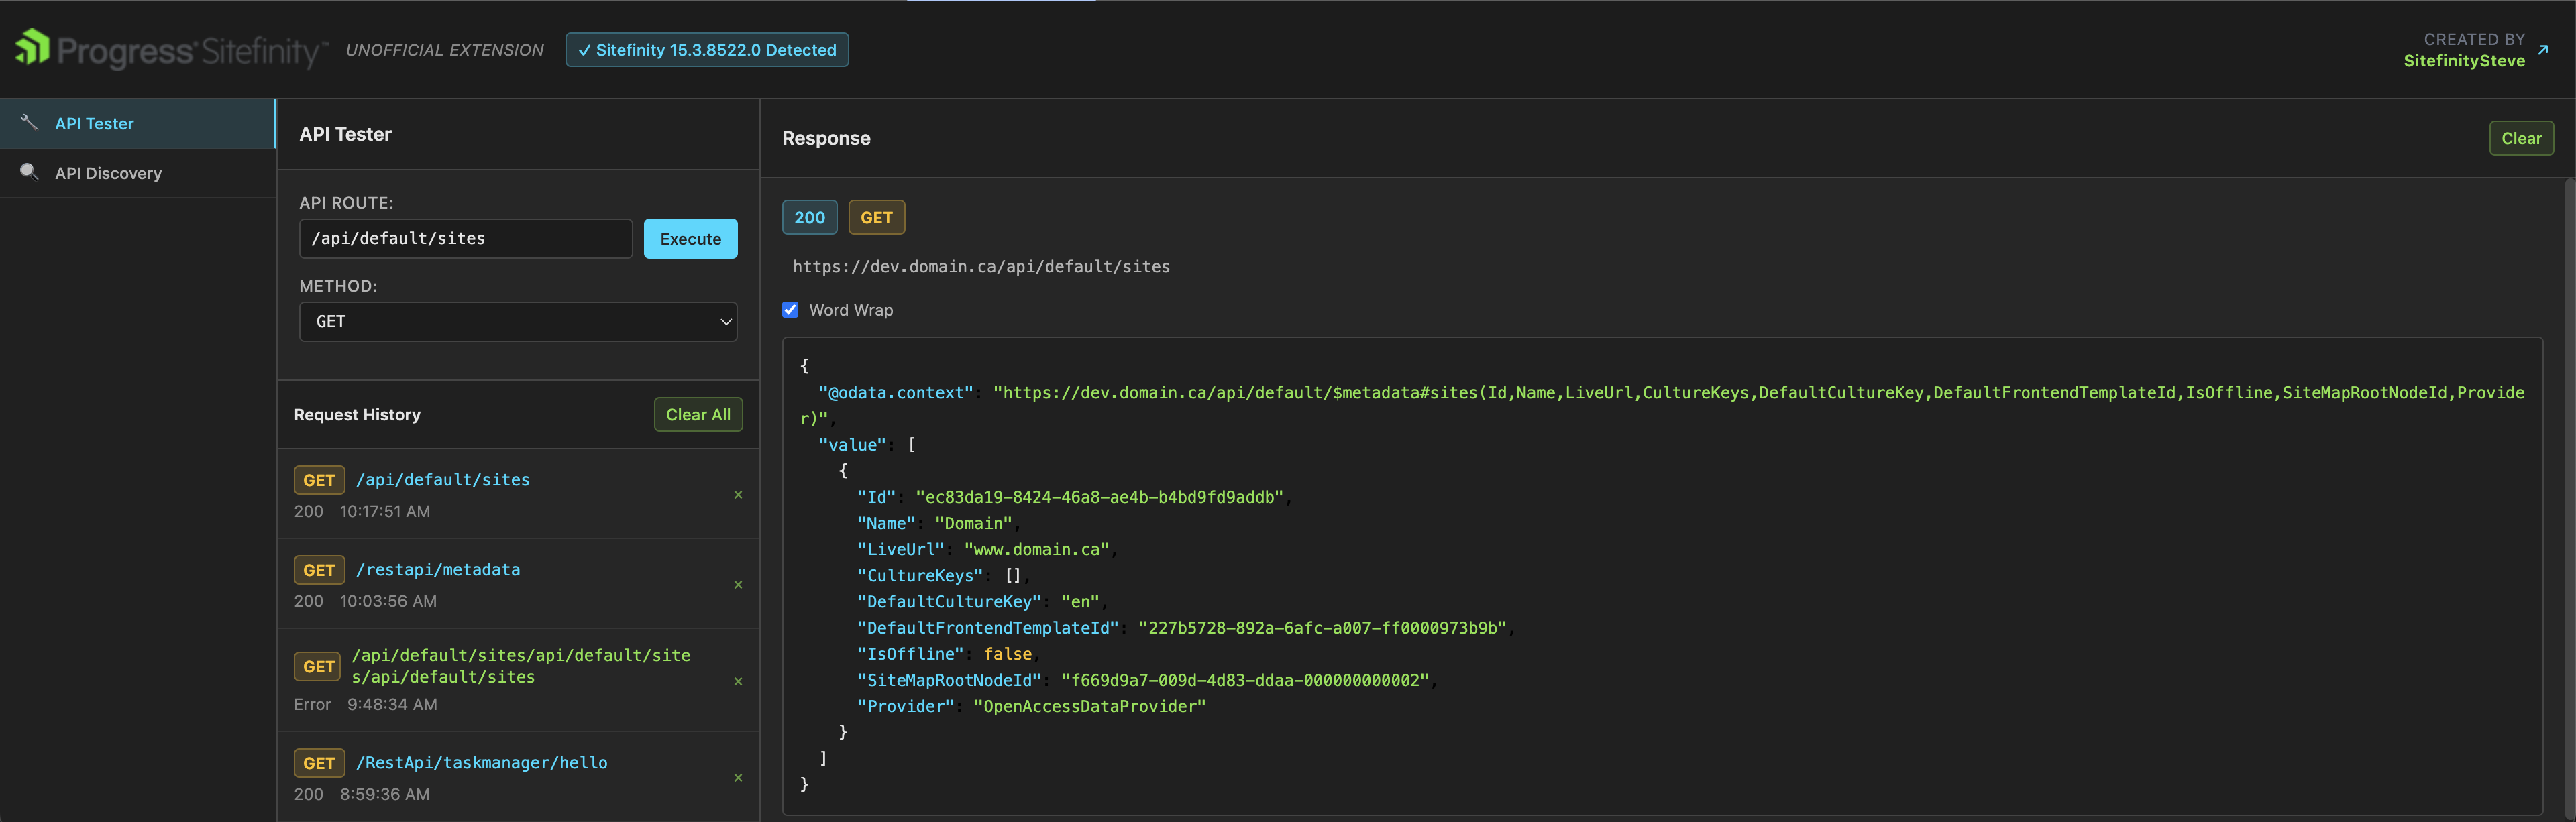 Progress® Sitefinity™
UNOFFICIAL EXTENSION
✓ Sitefinity 15.3.8522.0 Detected
CREATED BY
SitefinitySteve
API Tester
API Discovery
API Tester
API ROUTE:
/api/default/sites
Execute
METHOD:
GET
Request History
Clear All
GET /api/default/sites
200 10:17:51 AM
×
GET /restapi/metadata
200 10:03:56 AM
×
GET /api/default/sites/api/default/site
s/api/default/sites
Error 9:48:34 AM
×
GET /RestApi/taskmanager/hello
200 8:59:36 AM
×
Response
Clear
200 GET
https://dev.domain.ca/api/default/sites
Word Wrap
{
"@odata.context": "https://dev.domain.ca/api/default/$metadata#sites(Id,Name,LiveUrl,CultureKeys,DefaultCultureKey,DefaultFrontendTemplateId,IsOffline,SiteMapRootNodeId,Provide
r)",
"value": [
{
"Id": "ec83da19-8424-46a8-ae4b-b4bd9fd9addb",
"Name": "Domain",
"LiveUrl": "www.domain.ca",
"CultureKeys": [],
"DefaultCultureKey": "en",
"DefaultFrontendTemplateId": "227b5728-892a-6afc-a007-ff0000973b9b",
"IsOffline": false,
"SiteMapRootNodeId": "f669d9a7-009d-4d83-ddaa-000000000002",
"Provider": "OpenAccessDataProvider"
}
]
}